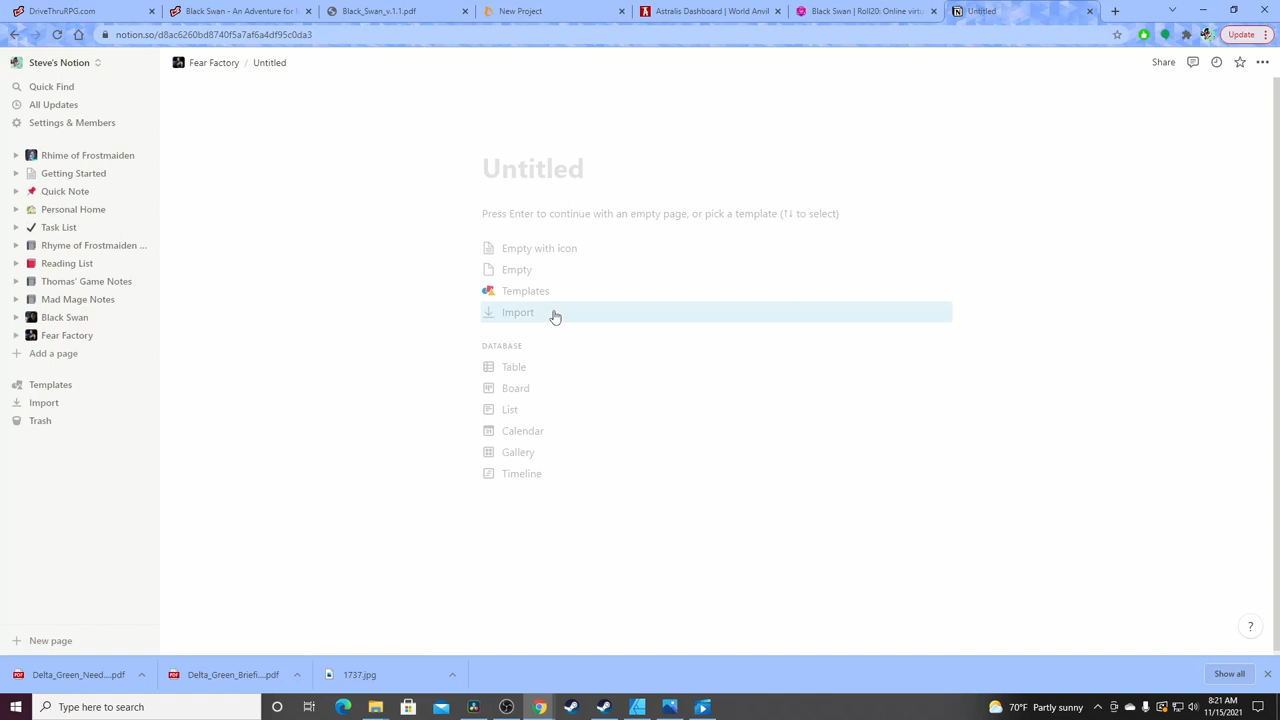 DriveThruRPG.com
Black Swan - An Adventure for
Black_Swan_v.1.1.pdf
New Project
Astralis Dashboard | World Anvil
Black Swan | Roll20: Online virtu
Untitled
notion.so/d8ac6260bd8740f5a7af6a4df95c0da3
Update
Steve's Notion
Fear Factory / Untitled
Share
Quick Find
All Updates
Settings & Members
Rhime of Frostmaiden
Getting Started
Quick Note
Personal Home
Task List
Rhyme of Frostmaiden ...
Reading List
Thomas' Game Notes
Mad Mage Notes
Black Swan
Fear Factory
Add a page
Templates
Import
Trash
New page
Untitled
Press Enter to continue with an empty page, or pick a template (↑↓ to select)
Empty with icon
Empty
Templates
Import
DATABASE
Table
Board
List
Calendar
Gallery
Timeline
?
Delta_Green_Need....pdf
Delta_Green_Briefi....pdf
1737.jpg
Show all
Type here to search
70°F Partly sunny
8:21 AM
11/15/2021